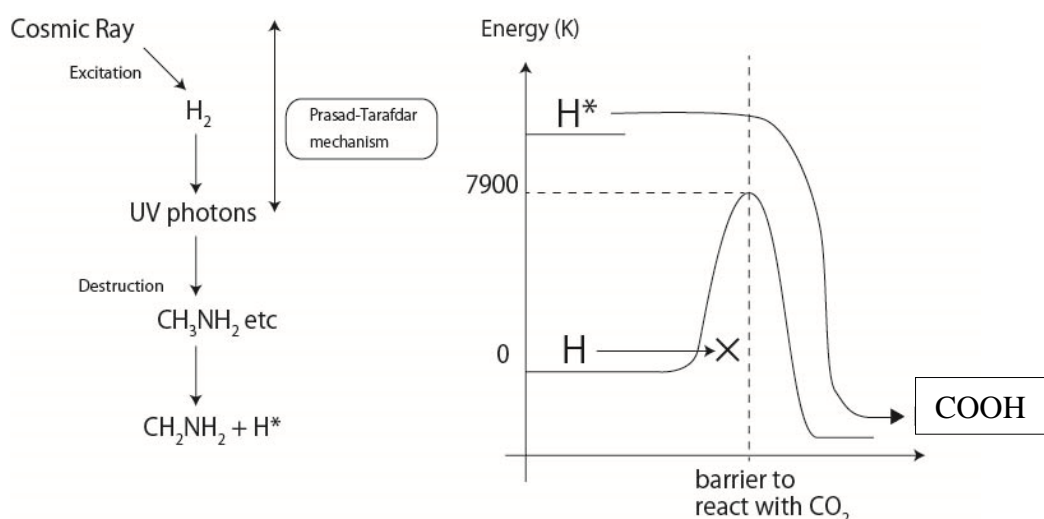 Cosmic Ray
Excitation
H₂
Prasad-Tarafdar
mechanism
UV photons
Destruction
CH₃NH₂ etc
CH₂NH₂ + H*
Energy (K)
H*
7900
0
H
COOH
barrier to
react with CO₂